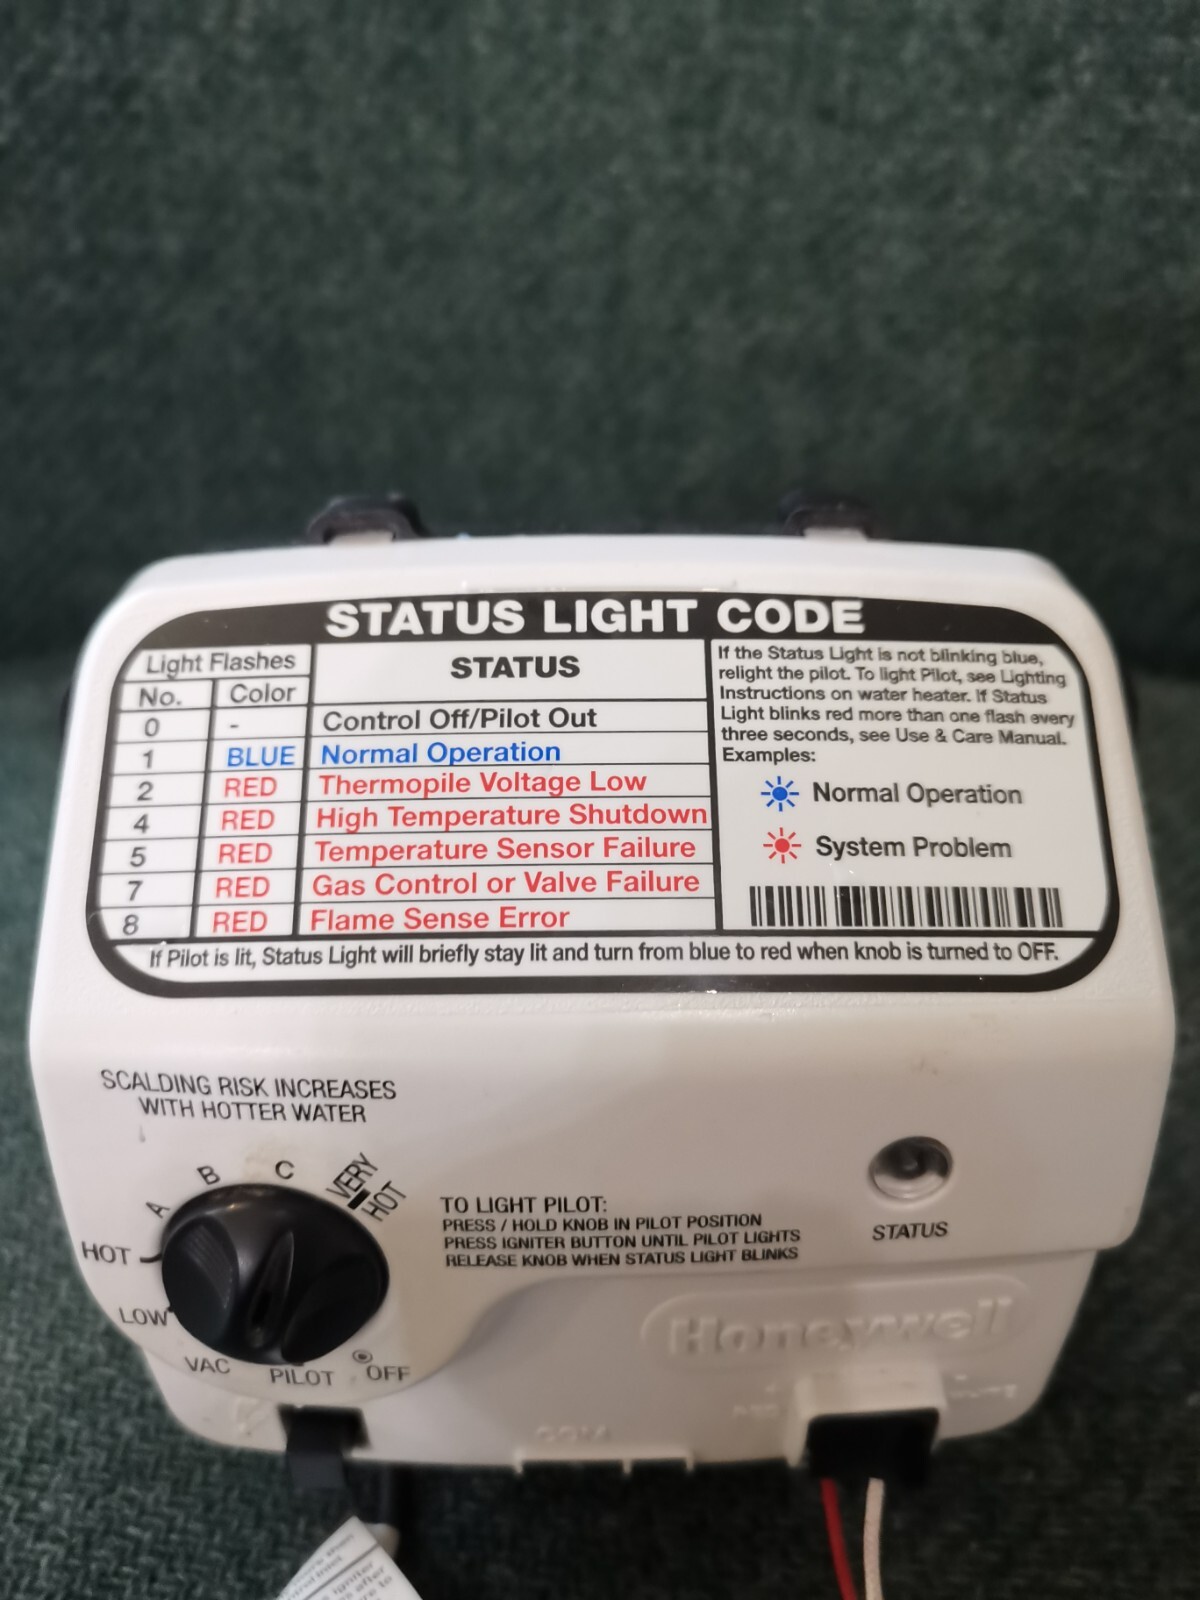 STATUS LIGHT CODE
Light Flashes
STATUS
No. Color
0 - Control Off/Pilot Out
1 BLUE Normal Operation
2 RED Thermopile Voltage Low
4 RED High Temperature Shutdown
5 RED Temperature Sensor Failure
7 RED Gas Control or Valve Failure
8 RED Flame Sense Error
If the Status Light is not blinking blue,
relight the pilot. To light Pilot, see Lighting
Instructions on water heater. If Status
Light blinks red more than one flash every
three seconds, see Use & Care Manual.
Examples:
Normal Operation
System Problem
If Pilot is lit, Status Light will briefly stay lit and turn from blue to red when knob is turned to OFF.
SCALDING RISK INCREASES
WITH HOTTER WATER
VERY
HOT
C
B
A
HOT
LOW
VAC
PILOT
OFF
TO LIGHT PILOT:
PRESS / HOLD KNOB IN PILOT POSITION
PRESS IGNITER BUTTON UNTIL PILOT LIGHTS
RELEASE KNOB WHEN STATUS LIGHT BLINKS
STATUS
Honeywell
COM